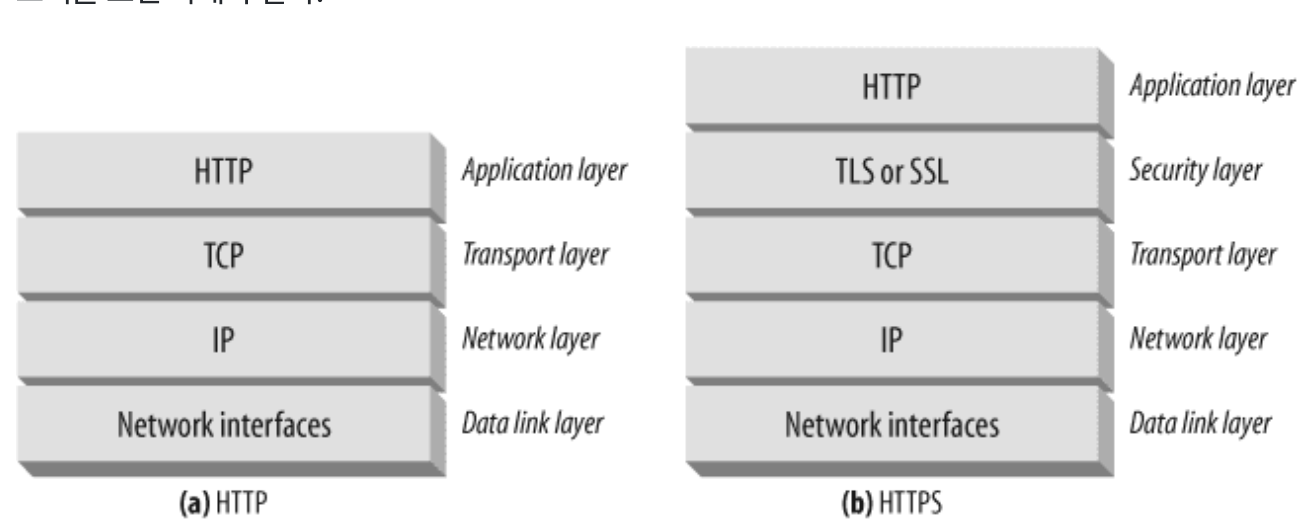 HTTP Application layer
HTTP Application layer TLS or SSL Security layer
TCP Transport layer TCP Transport layer
IP Network layer IP Network layer
Network interfaces Data link layer Network interfaces Data link layer
(a) HTTP (b) HTTPS